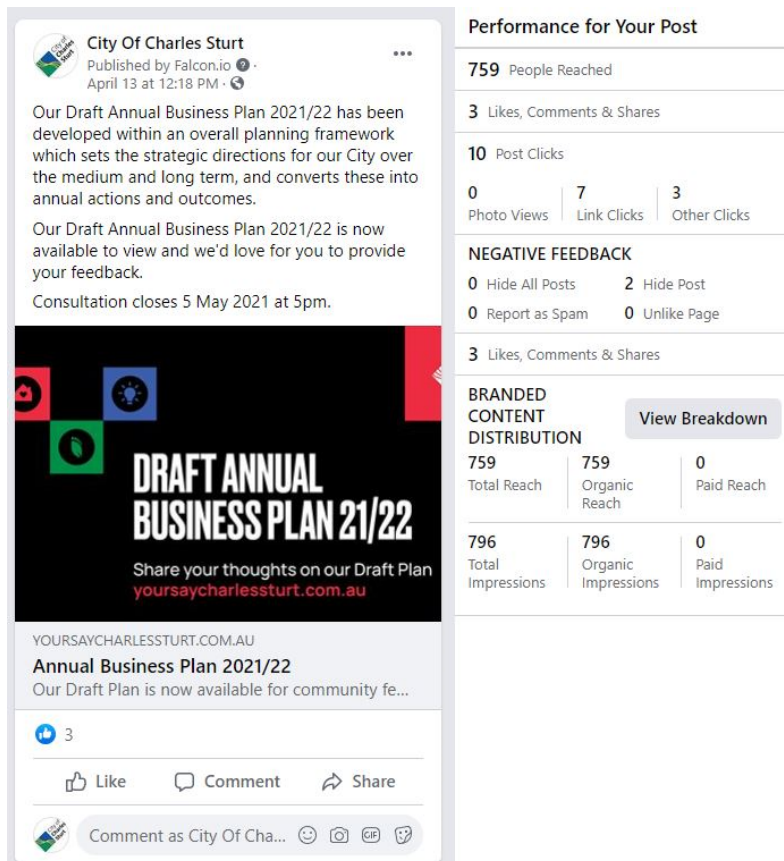 City Of Charles Sturt
Published by Falcon.io ·
April 13 at 12:18 PM ·
Our Draft Annual Business Plan 2021/22 has been
developed within an overall planning framework
which sets the strategic directions for our City over
the medium and long term, and converts these into
annual actions and outcomes.
Our Draft Annual Business Plan 2021/22 is now
available to view and we'd love for you to provide
your feedback.
Consultation closes 5 May 2021 at 5pm.
DRAFT ANNUAL
BUSINESS PLAN 21/22
Share your thoughts on our Draft Plan
yoursaycharlessturt.com.au
YOURSAYCHARLESSTURT.COM.AU
Annual Business Plan 2021/22
Our Draft Plan is now available for community fe...
3
Like Comment Share
Comment as City Of Cha... GIF
Performance for Your Post
759 People Reached
3 Likes, Comments & Shares
10 Post Clicks
0 7 3
Photo Views Link Clicks Other Clicks
NEGATIVE FEEDBACK
0 Hide All Posts 2 Hide Post
0 Report as Spam 0 Unlike Page
3 Likes, Comments & Shares
BRANDED
CONTENT
DISTRIBUTION
View Breakdown
759 759 0
Total Reach Organic Reach Paid Reach
796 796 0
Total Impressions Organic Impressions Paid Impressions